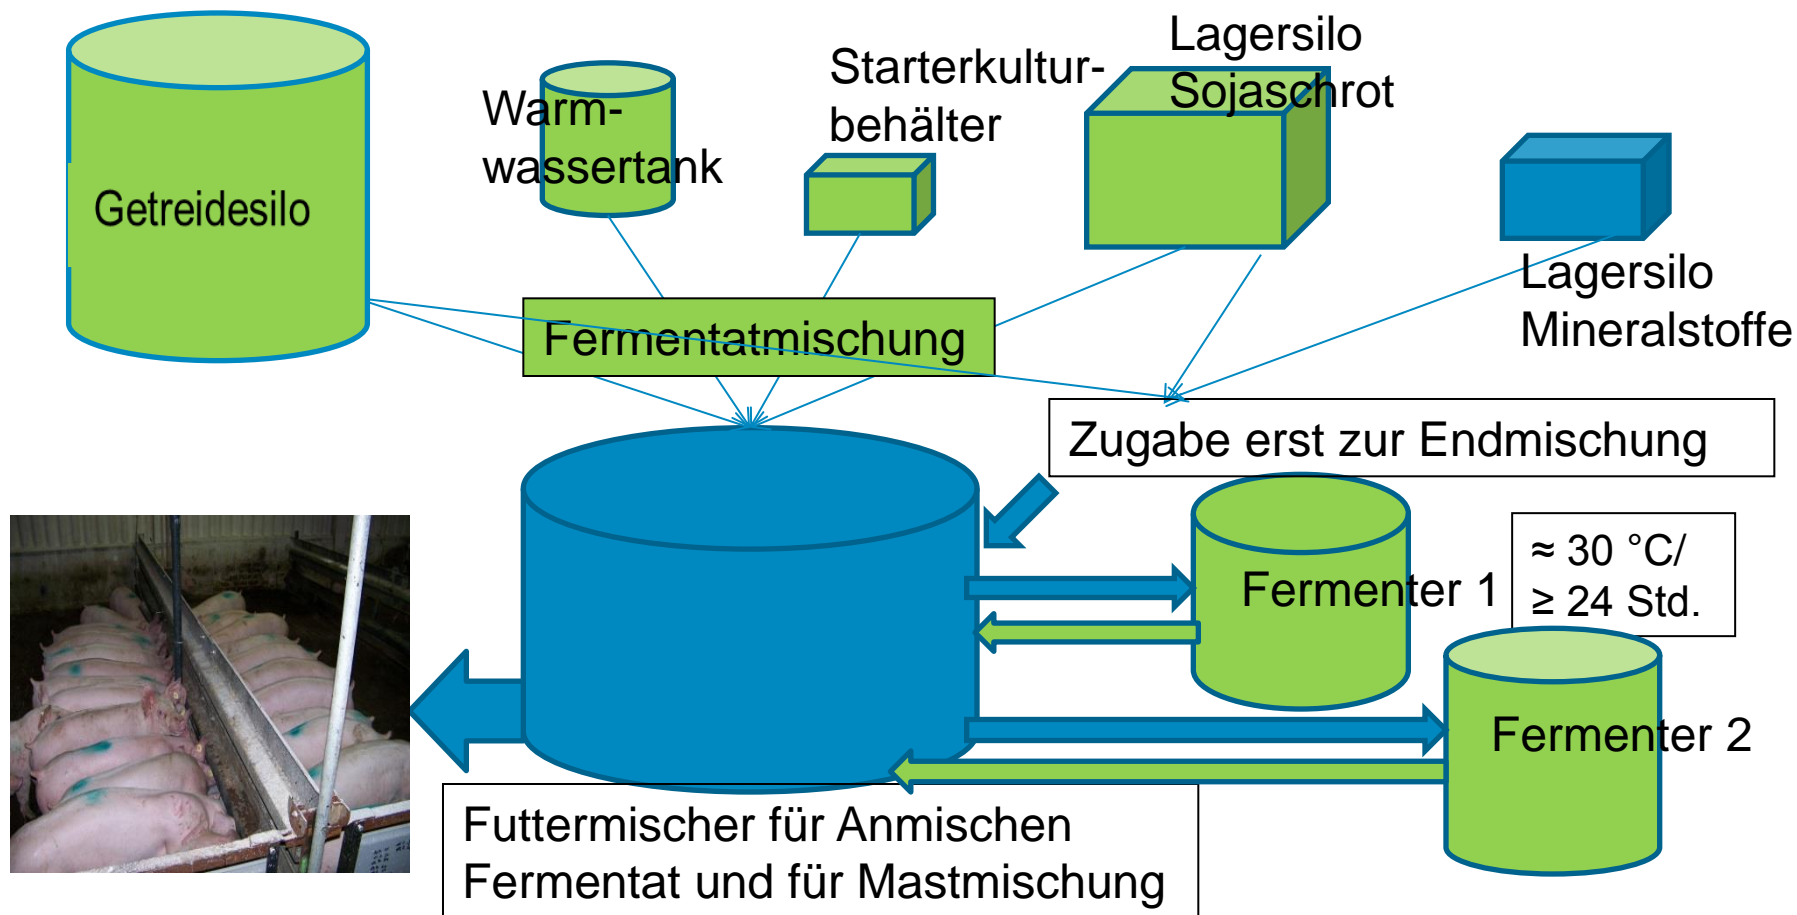 Lagersilo
Sojaschrot
Starterkultur-
behälter
Warm-
wassertank
Getreidesilo
Lagersilo
Mineralstoffe
Fermentatmischung
Zugabe erst zur Endmischung
≈ 30 °C/
≥ 24 Std.
Fermenter 1
Fermenter 2
Futtermischer für Anmischen
Fermentat und für Mastmischung